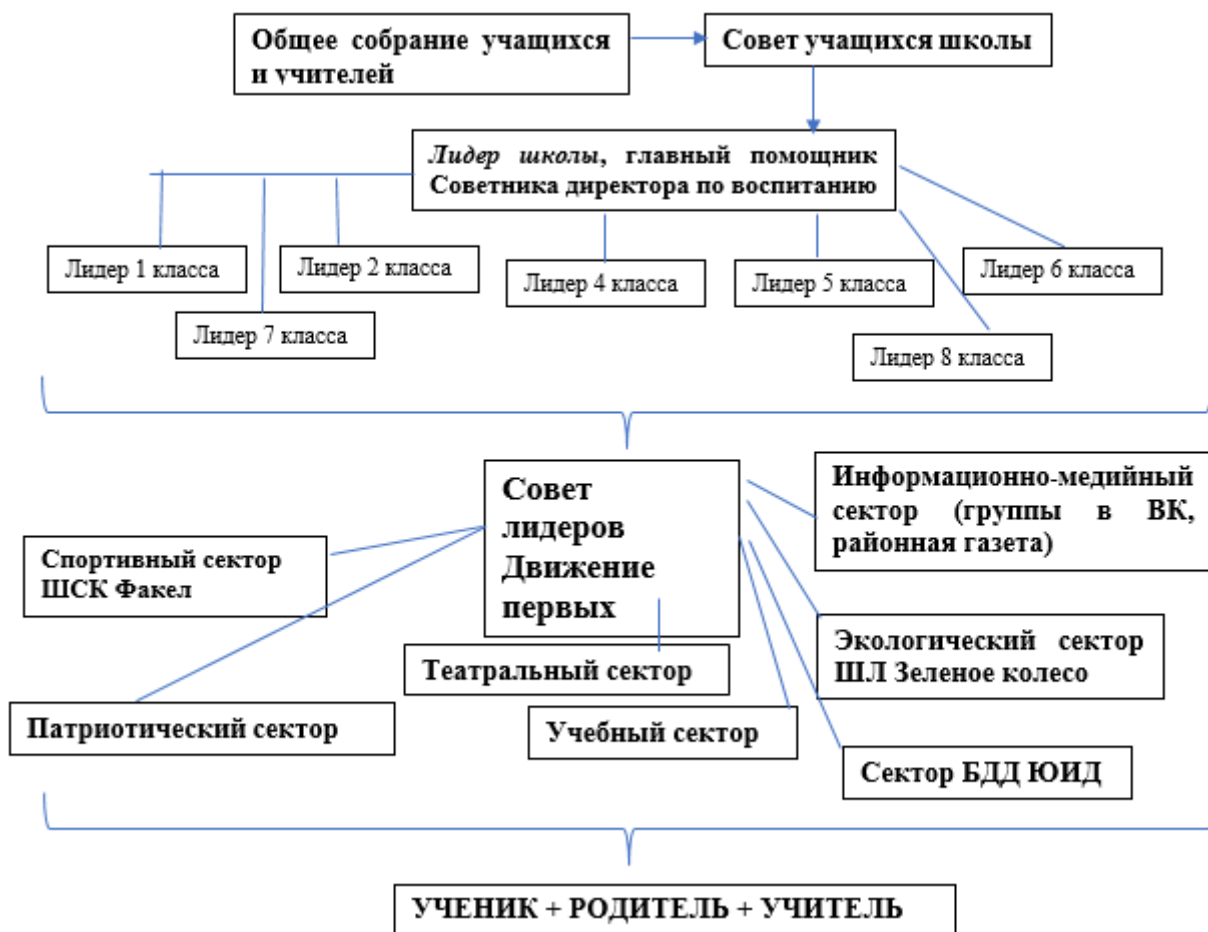 Общее собрание учащихся
и учителей
Совет учащихся школы
Лидер школы, главный помощник
Советника директора по воспитанию
Лидер 1 класса
Лидер 2 класса
Лидер 4 класса
Лидер 5 класса
Лидер 6 класса
Лидер 7 класса
Лидер 8 класса
Совет
лидеров
Движение
первых
Информационно-медийный
сектор (группы в ВК,
районная газета)
Спортивный сектор
ШСК Факел
Экологический сектор
ШЛ Зеленое колесо
Театральный сектор
Патриотический сектор
Учебный сектор
Сектор БДД ЮИД
УЧЕНИК + РОДИТЕЛЬ + УЧИТЕЛЬ